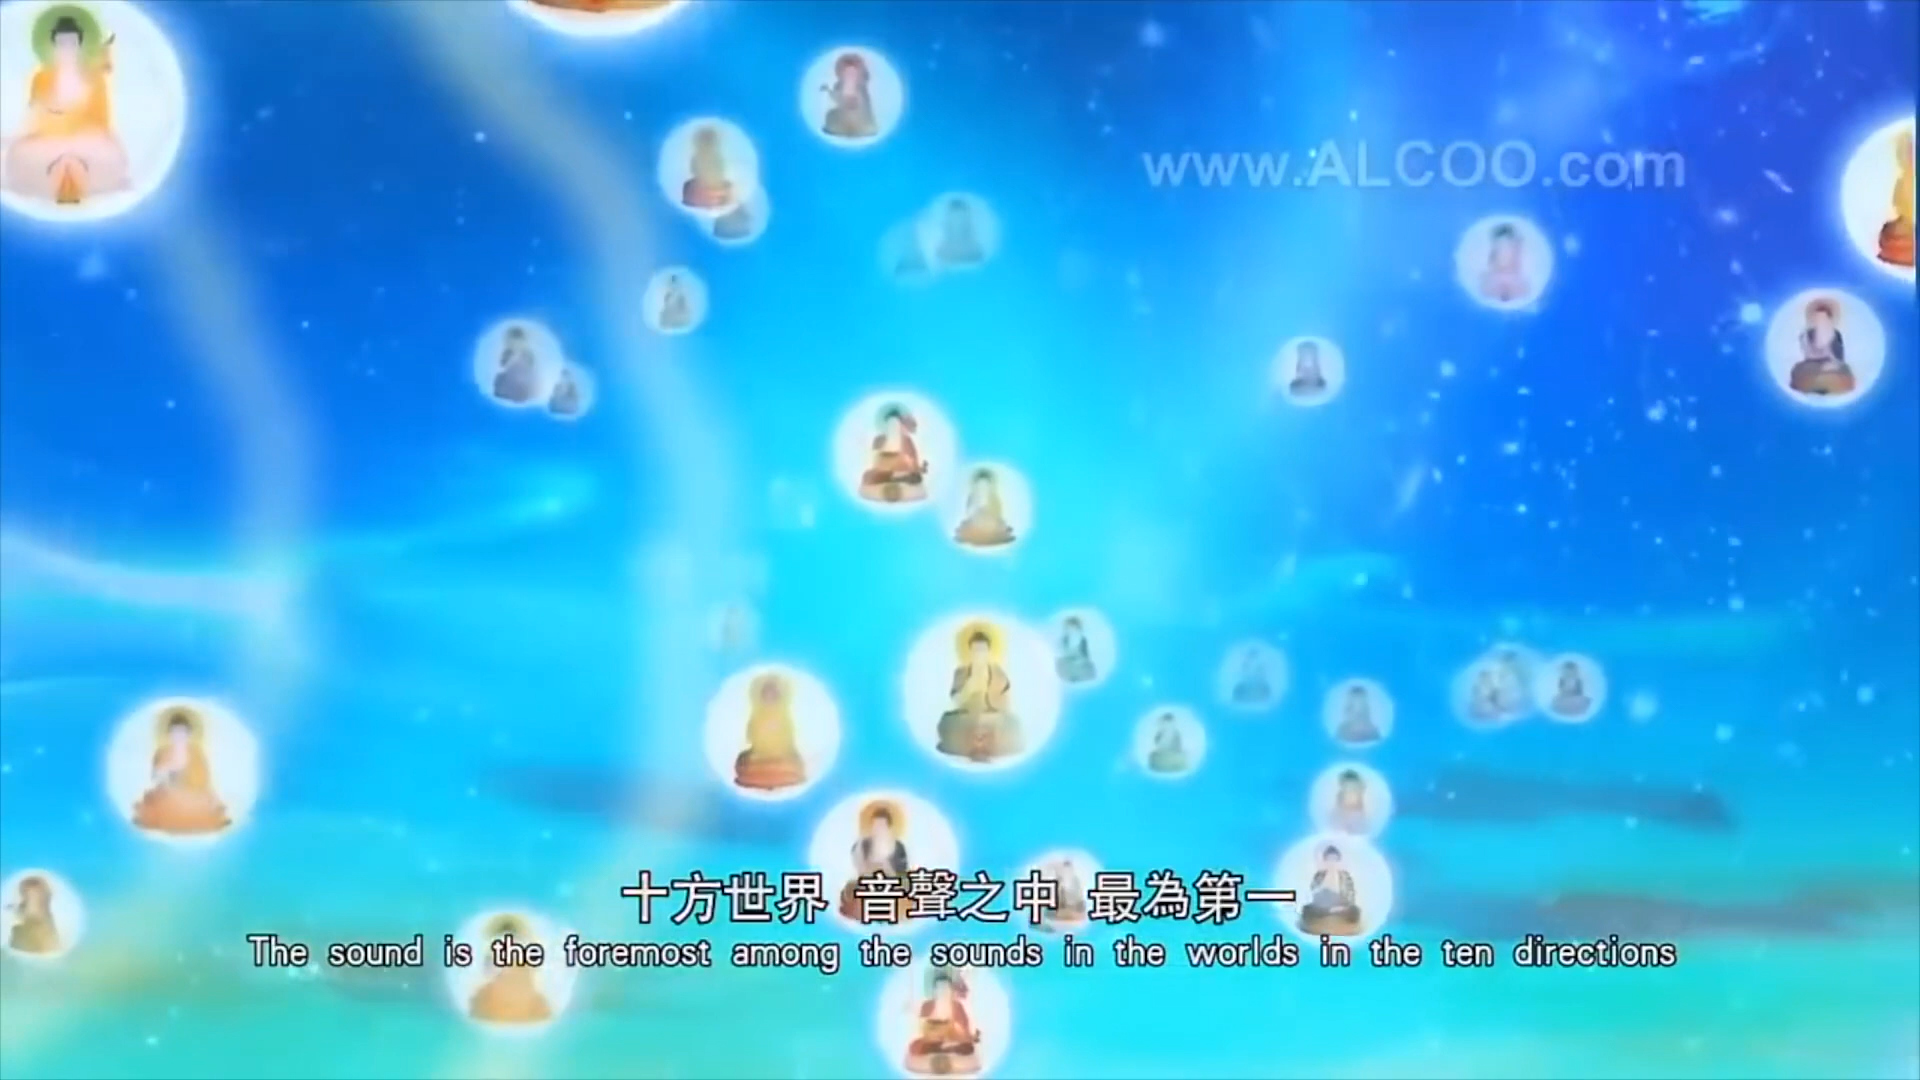 www.ALCOO.com
十方世界 音聲之中 最為第一
The sound is the foremost among the sounds in the worlds in the ten directions